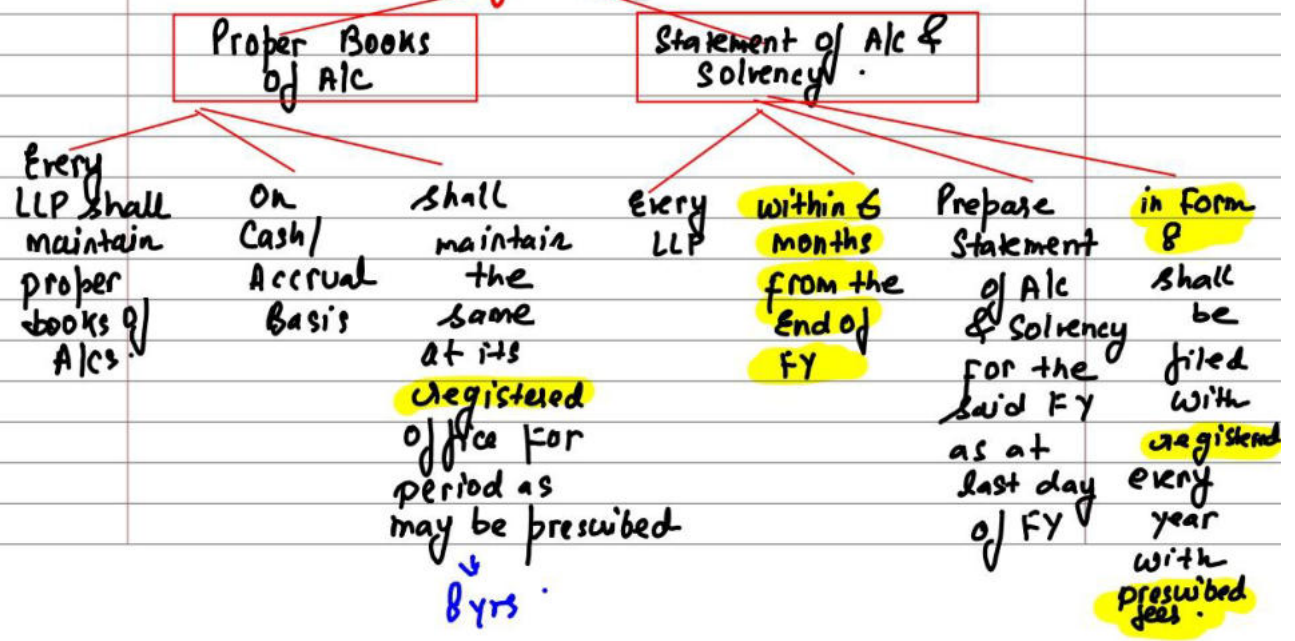 Proper Books
of A/c
Statement of A/c &
Solvency.
Every
LLP shall
maintain
proper
books of
A/cs.
On
Cash/
Accrual
Basis
shall
maintain
the
same
at its
registered
office for
period as
may be prescribed
8 yrs.
Every
LLP
within 6
months
from the
End of
FY
Prepare
Statement
of A/c
& Solvency
for the
said FY
as at
last day
of FY
in Form
8
shall
be
filed
with
registered
every
year
with
prescribed
fees.